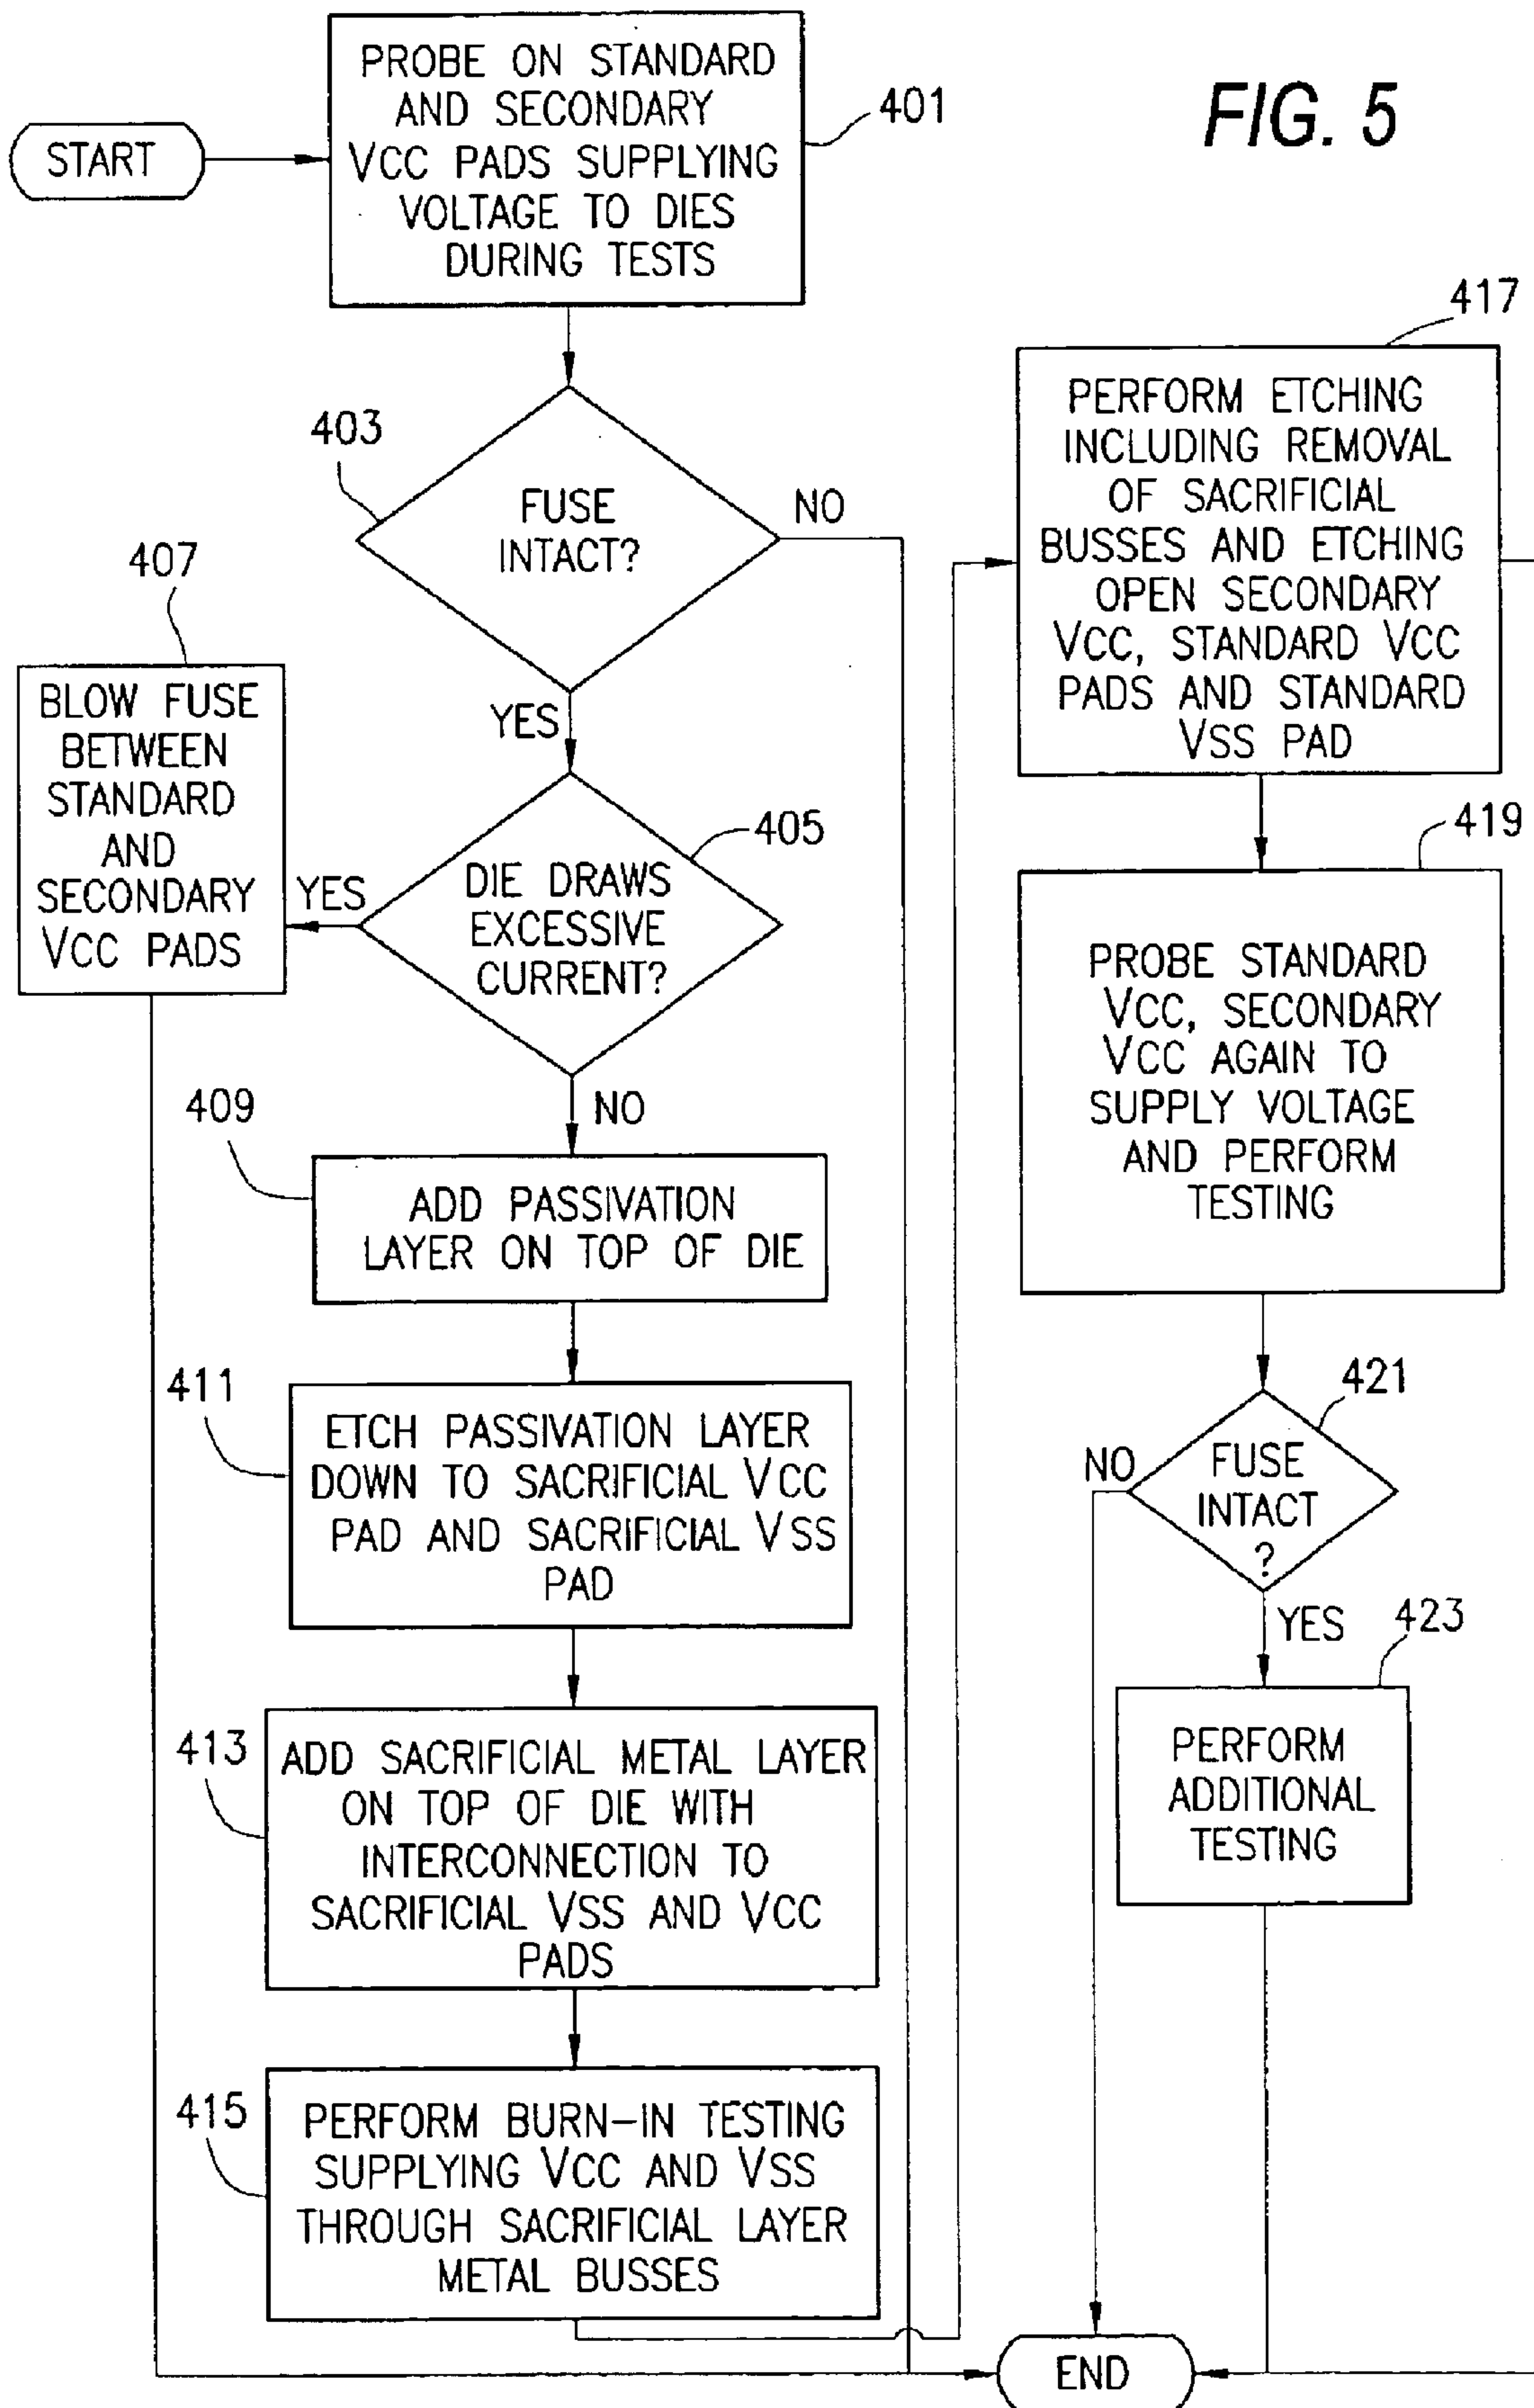 FIG. 5
START
PROBE ON STANDARD
AND SECONDARY
VCC PADS SUPPLYING
VOLTAGE TO DIES
DURING TESTS
401
403
FUSE
INTACT?
NO
YES
405
DIE DRAWS
EXCESSIVE
CURRENT?
YES
407
BLOW FUSE
BETWEEN
STANDARD
AND
SECONDARY
VCC PADS
NO
409
ADD PASSIVATION
LAYER ON TOP OF DIE
411
ETCH PASSIVATION LAYER
DOWN TO SACRIFICIAL VCC
PAD AND SACRIFICIAL VSS
PAD
413
ADD SACRIFICIAL METAL LAYER
ON TOP OF DIE WITH
INTERCONNECTION TO
SACRIFICIAL VSS AND VCC
PADS
415
PERFORM BURN-IN TESTING
SUPPLYING VCC AND VSS
THROUGH SACRIFICIAL LAYER
METAL BUSSES
417
PERFORM ETCHING
INCLUDING REMOVAL
OF SACRIFICIAL
BUSSES AND ETCHING
OPEN SECONDARY
VCC, STANDARD VCC
PADS AND STANDARD
VSS PAD
419
PROBE STANDARD
VCC, SECONDARY
VCC AGAIN TO
SUPPLY VOLTAGE
AND PERFORM
TESTING
421
FUSE
INTACT
?
NO
YES
423
PERFORM
ADDITIONAL
TESTING
END